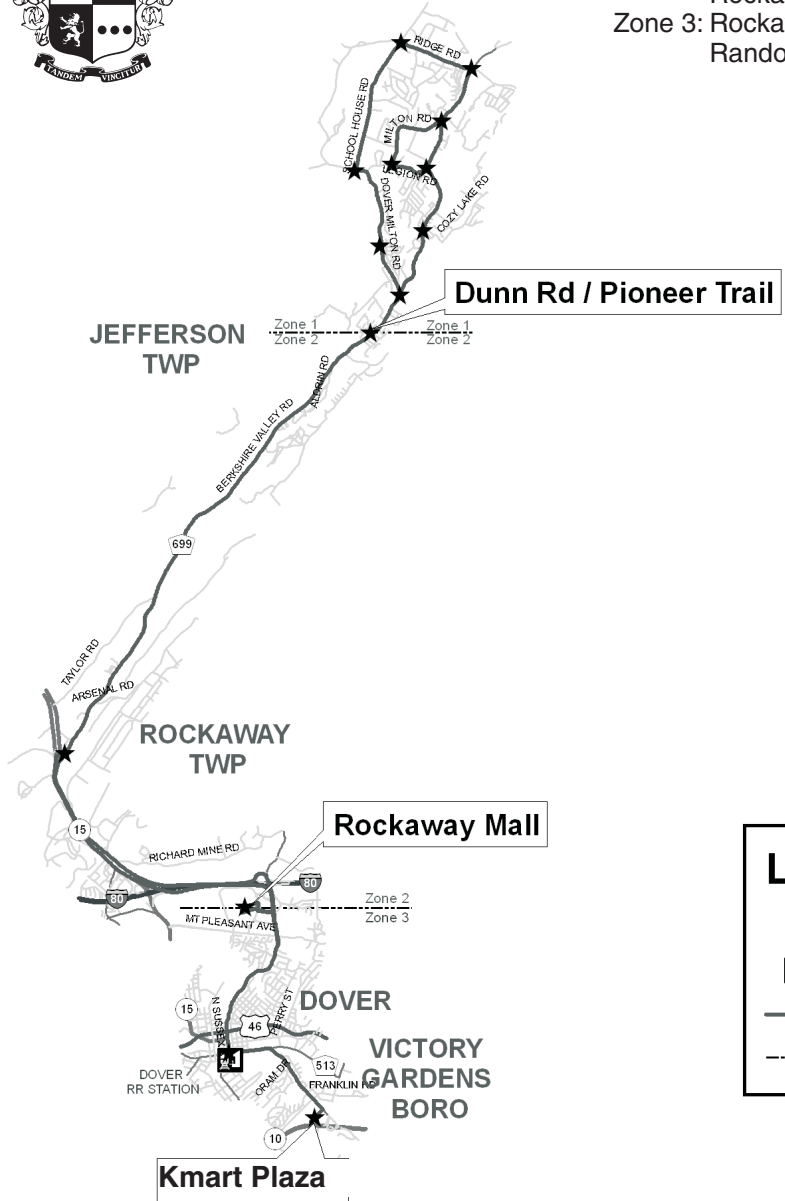 TANDEM VINCITUR
Zone 3: Rocka
Rando
RIDGE RD
SCHOOL HOUSE RD
MILTON RD
LEGION RD
DOVER MILTON RD
COZY LAKE RD
Dunn Rd / Pioneer Trail
Zone 1
Zone 2
Zone 1
Zone 2
JEFFERSON
TWP
ALDRIN RD
BERKSHIRE VALLEY RD
699
TAYLOR RD
ARSENAL RD
ROCKAWAY
TWP
Rockaway Mall
15
RICHARD MINE RD
80
80
Zone 2
Zone 3
MT PLEASANT AVE
L
DOVER
15
N SUSSEX
46
PERRY ST
VICTORY
GARDENS
BORO
513
FRANKLIN RD
ORAM DR
DOVER
RR STATION
10
Kmart Plaza